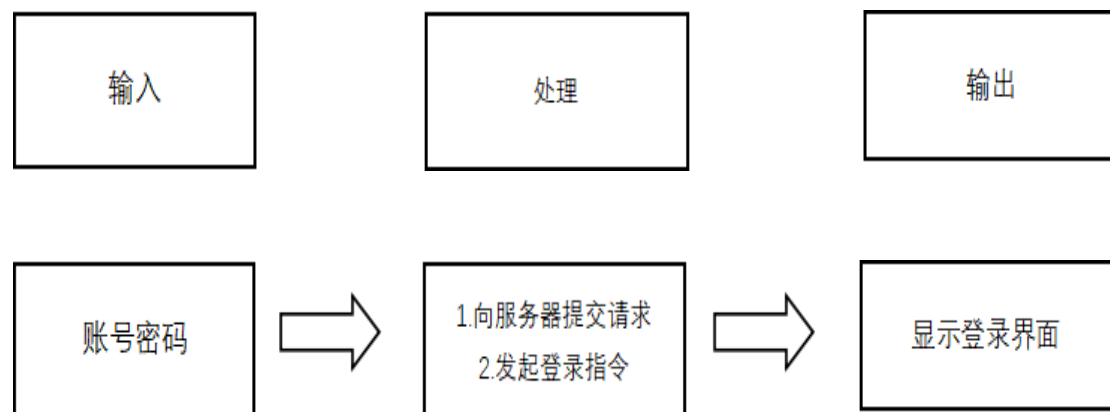 输入
处理
输出
账号密码
1.向服务器提交请求
2.发起登录指令
显示登录界面